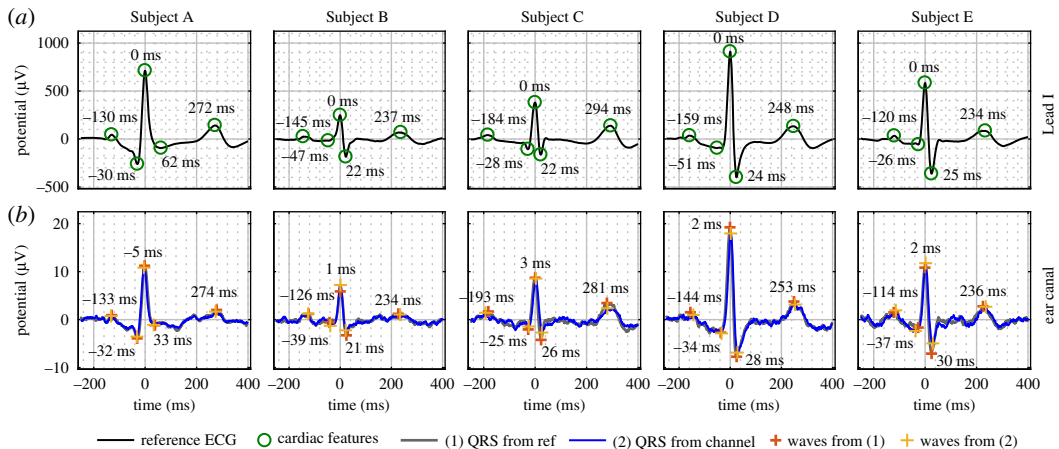 (a)
Subject A
Subject B
Subject C
Subject D
Subject E
potential (µV)
1000
500
0
−500
0 ms
−130 ms
272 ms
−30 ms
62 ms
0 ms
−145 ms
237 ms
−47 ms
22 ms
0 ms
−184 ms
294 ms
−28 ms
22 ms
0 ms
−159 ms
248 ms
−51 ms
24 ms
0 ms
−120 ms
234 ms
−26 ms
25 ms
Lead I
(b)
potential (µV)
20
10
0
−10
−5 ms
−133 ms
274 ms
−32 ms
33 ms
1 ms
−126 ms
234 ms
−39 ms
21 ms
3 ms
−193 ms
281 ms
−25 ms
26 ms
2 ms
−144 ms
253 ms
−34 ms
28 ms
2 ms
−114 ms
236 ms
−37 ms
30 ms
ear canal
−200 0 200 400
−200 0 200 400
−200 0 200 400
−200 0 200 400
−200 0 200 400
time (ms)
time (ms)
time (ms)
time (ms)
time (ms)
reference ECG
cardiac features
(1) QRS from ref
(2) QRS from channel
waves from (1)
waves from (2)